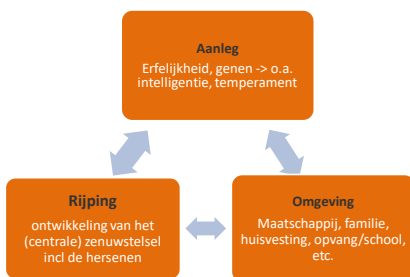 Aanleg
Erfelijkheid, genen -> o.a.
intelligentie, temperament
Rijping
ontwikkeling van het
(centrale) zenuwstelsel
incl de hersenen
Omgeving
Maatschappij, familie,
huisvesting, opvang/school,
etc.